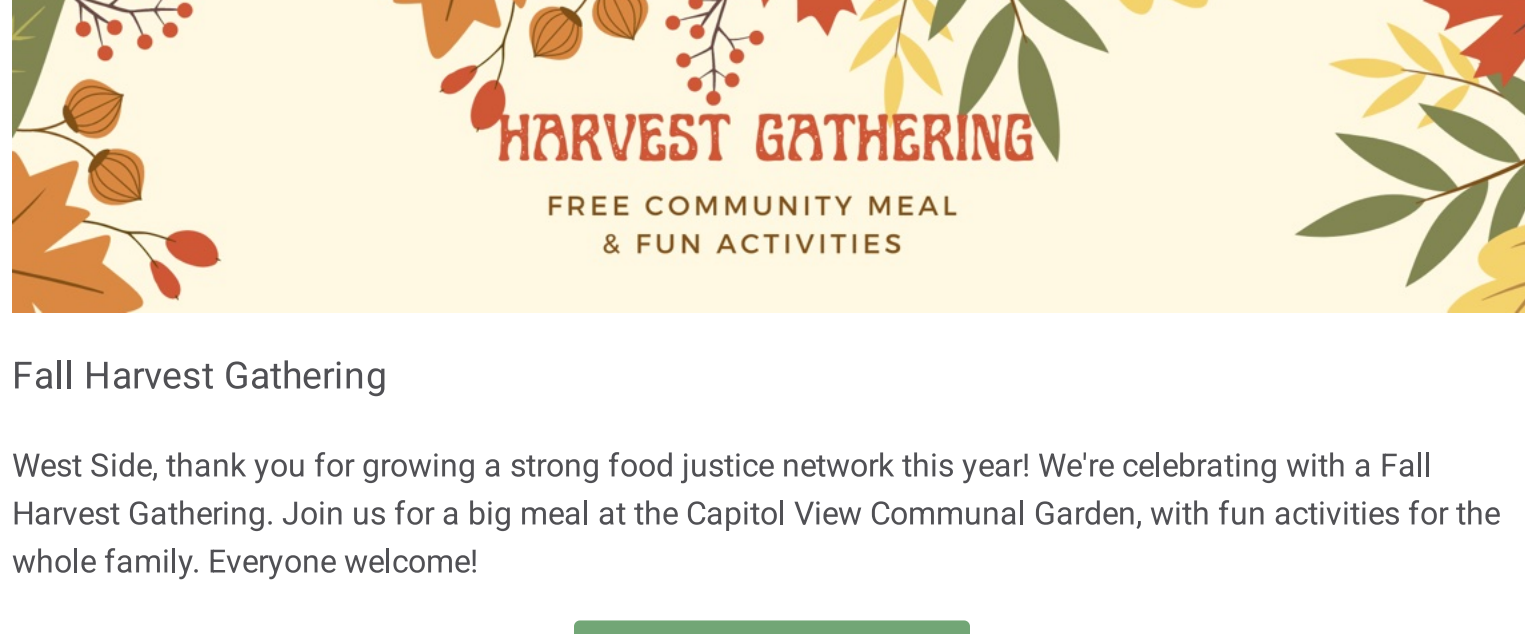 HARVEST GATHERING
FREE COMMUNITY MEAL
& FUN ACTIVITIES
Fall Harvest Gathering
West Side, thank you for growing a strong food justice network this year! We're celebrating with a Fall
Harvest Gathering. Join us for a big meal at the Capitol View Communal Garden, with fun activities for the
whole family. Everyone welcome!